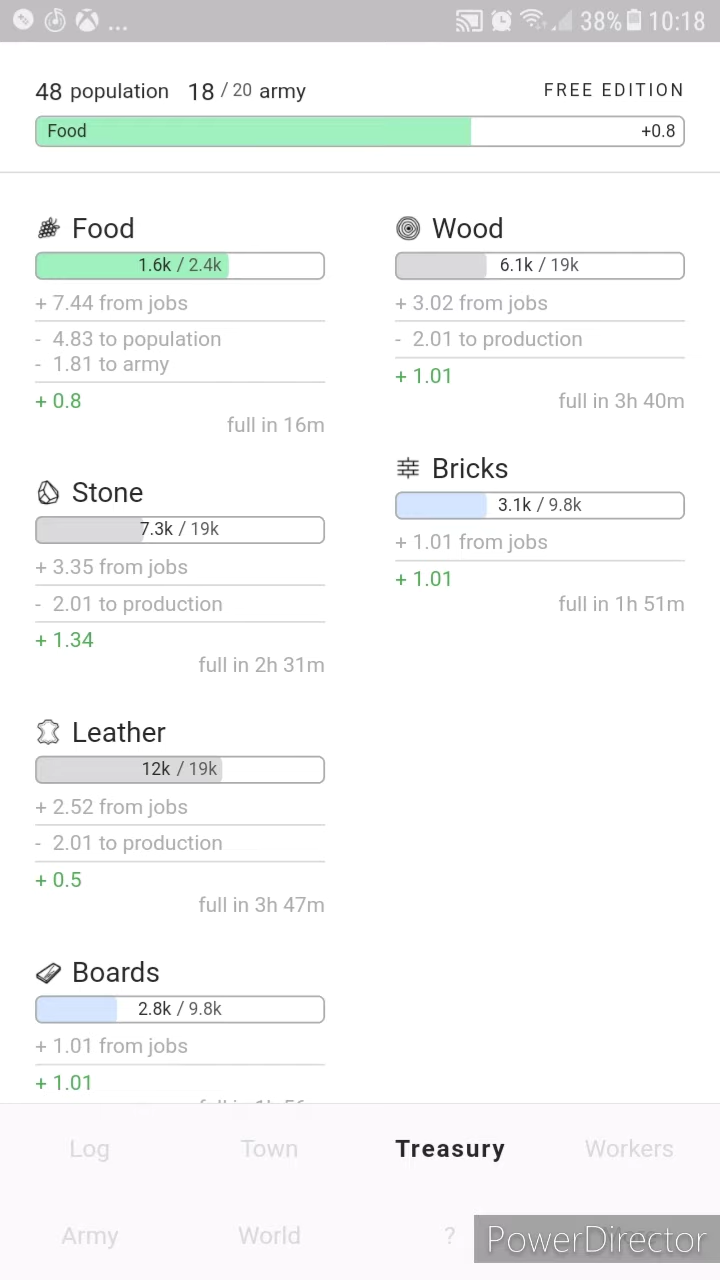 ... 38% 10:18
48 population 18 / 20 army FREE EDITION
Food +0.8
Food
1.6k / 2.4k
+ 7.44 from jobs
- 4.83 to population
- 1.81 to army
+ 0.8
full in 16m
Stone
7.3k / 19k
+ 3.35 from jobs
- 2.01 to production
+ 1.34
full in 2h 31m
Leather
12k / 19k
+ 2.52 from jobs
- 2.01 to production
+ 0.5
full in 3h 47m
Boards
2.8k / 9.8k
+ 1.01 from jobs
+ 1.01
Wood
6.1k / 19k
+ 3.02 from jobs
- 2.01 to production
+ 1.01
full in 3h 40m
Bricks
3.1k / 9.8k
+ 1.01 from jobs
+ 1.01
full in 1h 51m
Log Town Treasury Workers
Army World ?
PowerDirector